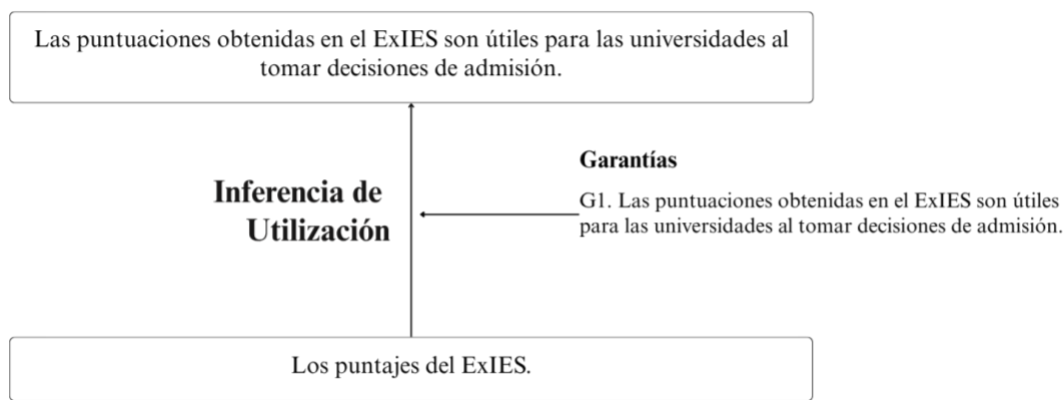 Las puntuaciones obtenidas en el ExIES son útiles para las universidades al
tomar decisiones de admisión.
Garantías
Inferencia de
Utilización
G1. Las puntuaciones obtenidas en el ExIES son útiles
para las universidades al tomar decisiones de admisión.
Los puntajes del ExIES.